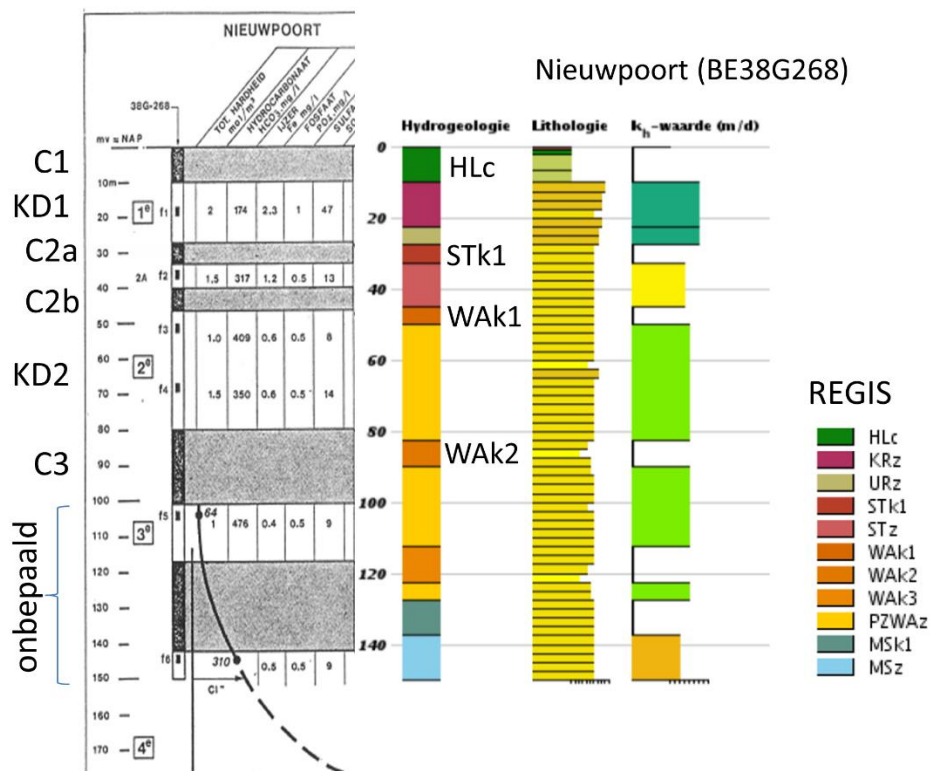 NIEUWPOORT
38G-268
TOT. HARDHEID
mol/m³
HYDROCARBONAAT
HCO₃.mg/l
IJZER
Fe mg/l
FOSFAAT
PO₄.mg/l
SULFA
SO
mv ≈ NAP
C1
10m
KD1
1e f1 2 174 2.3 1 47
20
C2a
30
2A f2 1.5 317 1.2 0.5 13
40
C2b
50
f3 1.0 409 0.6 0.5 8
60
2e
KD2
70 f4 1.5 350 0.6 0.5 14
80
C3
90
100
f5 64
3e 1 476 0.4 0.5 9
110
120
onbepaald
130
140
f6 310 0.5 0.5 9
150 Cl⁻
160
170 4e
Nieuwpoort (BE38G268)
Hydrogeologie Lithologie kh-waarde (m/d)
0
HLc
20
STk1
40
WAk1
60
80
WAk2
100
120
140
REGIS
HLc
KRz
URz
STk1
STz
WAk1
WAk2
WAk3
PZWAz
MSk1
MSz